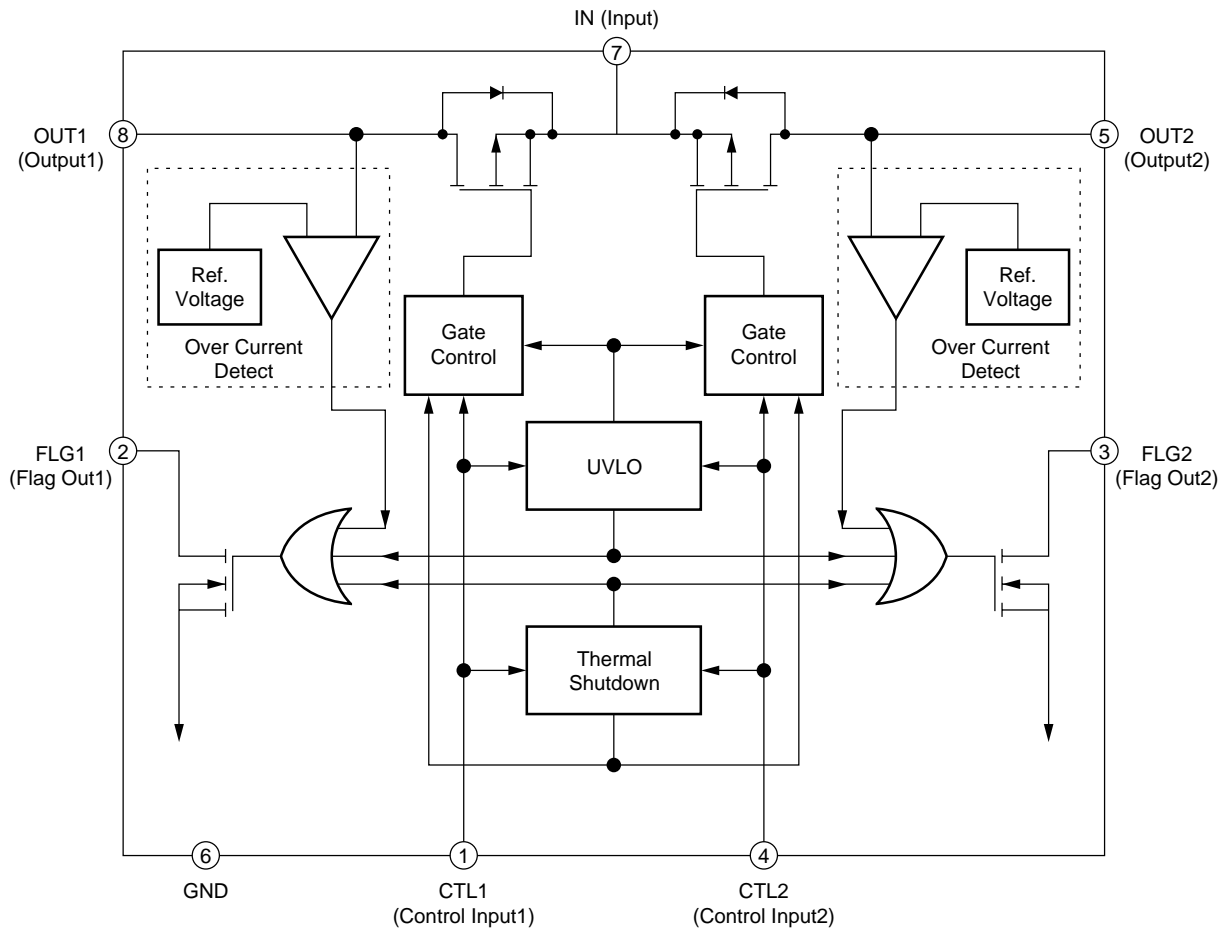 IN (Input)
7
OUT1
(Output1)
8
5
OUT2
(Output2)
Ref.
Voltage
Over Current
Detect
Gate
Control
Gate
Control
Ref.
Voltage
Over Current
Detect
FLG1
(Flag Out1)
2
UVLO
3
FLG2
(Flag Out2)
Thermal
Shutdown
6
GND
1
CTL1
(Control Input1)
4
CTL2
(Control Input2)